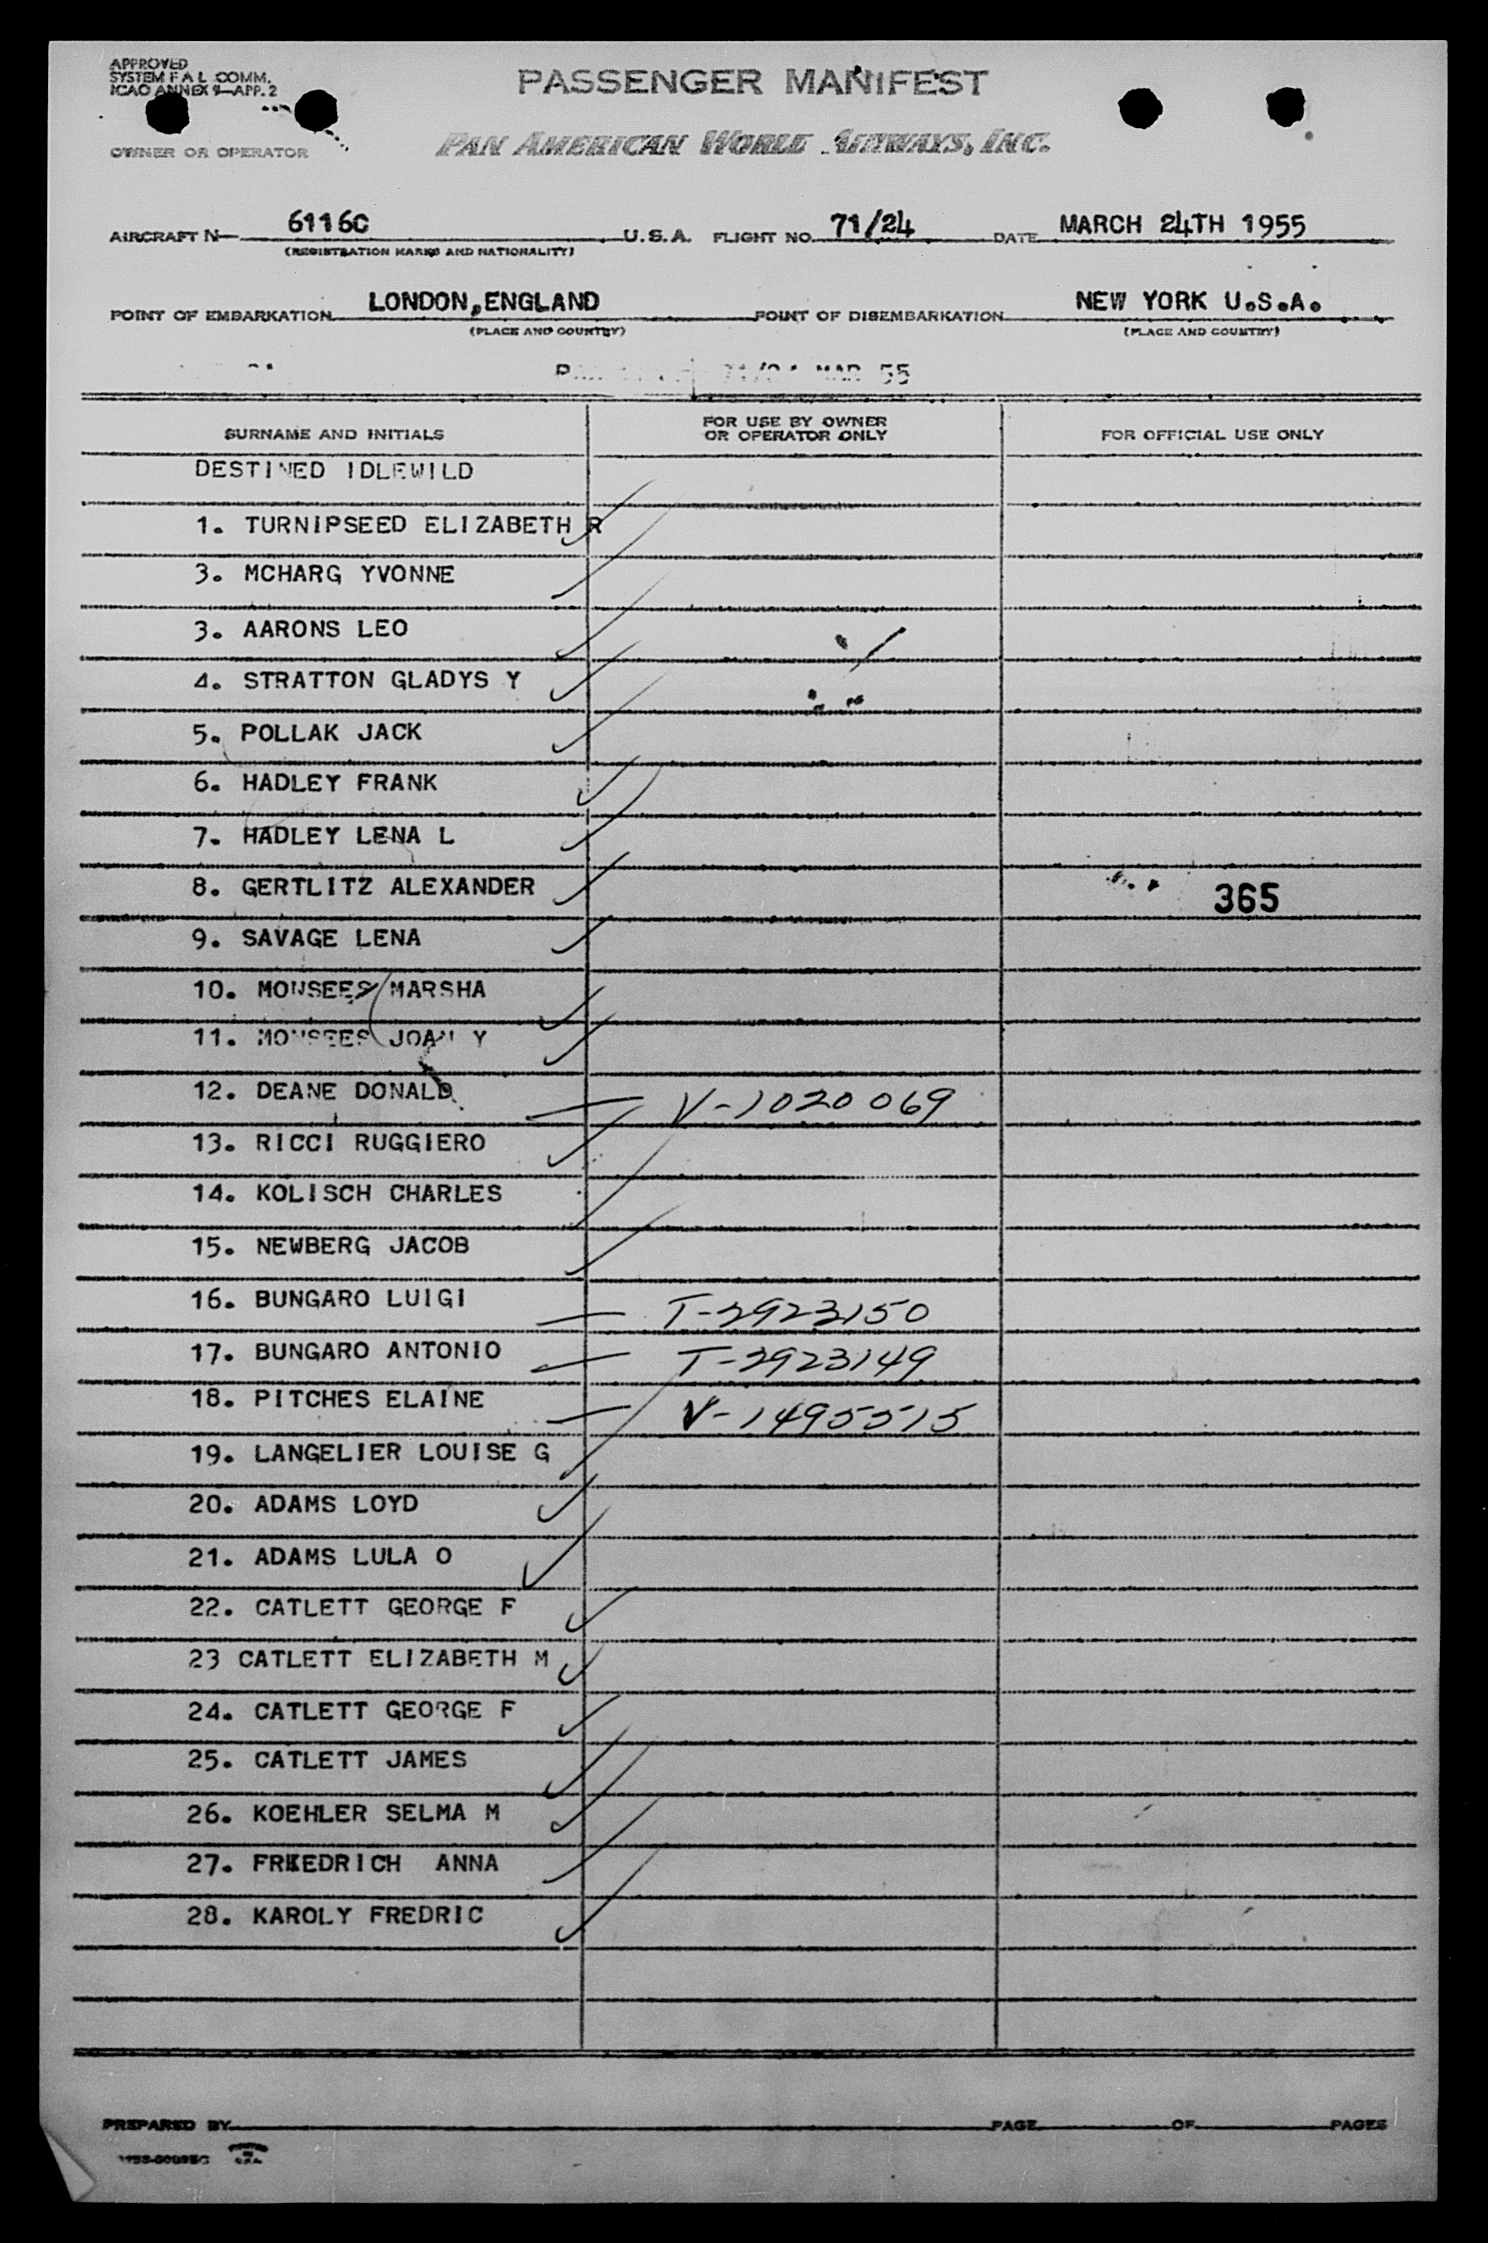 APPROVED
SYSTEM F A L COMM.
ICAO ANNEX 9—APP. 2
PASSENGER MANIFEST
OWNER OR OPERATOR
PAN AMERICAN WORLD AIRWAYS, INC.
AIRCRAFT N— 6116C U.S.A. FLIGHT NO. 71/24 DATE MARCH 24TH 1955
(REGISTRATION MARKS AND NATIONALITY)
POINT OF EMBARKATION LONDON,ENGLAND POINT OF DISEMBARKATION NEW YORK U.S.A.
(PLACE AND COUNTRY) (PLACE AND COUNTRY)
MAR 55
SURNAME AND INITIALS FOR USE BY OWNER OR OPERATOR ONLY FOR OFFICIAL USE ONLY
DESTINED IDLEWILD
1. TURNIPSEED ELIZABETH R
3. MCHARG YVONNE
3. AARONS LEO
4. STRATTON GLADYS Y
5. POLLAK JACK
6. HADLEY FRANK
7. HADLEY LENA L
8. GERTLITZ ALEXANDER 365
9. SAVAGE LENA
10. MONSEES MARSHA
11. MONSEES JOAN Y
12. DEANE DONALD V-1020069
13. RICCI RUGGIERO
14. KOLISCH CHARLES
15. NEWBERG JACOB
16. BUNGARO LUIGI T-2923150
17. BUNGARO ANTONIO T-2923149
18. PITCHES ELAINE V-1495515
19. LANGELIER LOUISE G
20. ADAMS LOYD
21. ADAMS LULA O
22. CATLETT GEORGE F
23 CATLETT ELIZABETH M
24. CATLETT GEORGE F
25. CATLETT JAMES
26. KOEHLER SELMA M
27. FRIEDRICH ANNA
28. KAROLY FREDRIC
PREPARED BY PAGE OF PAGES